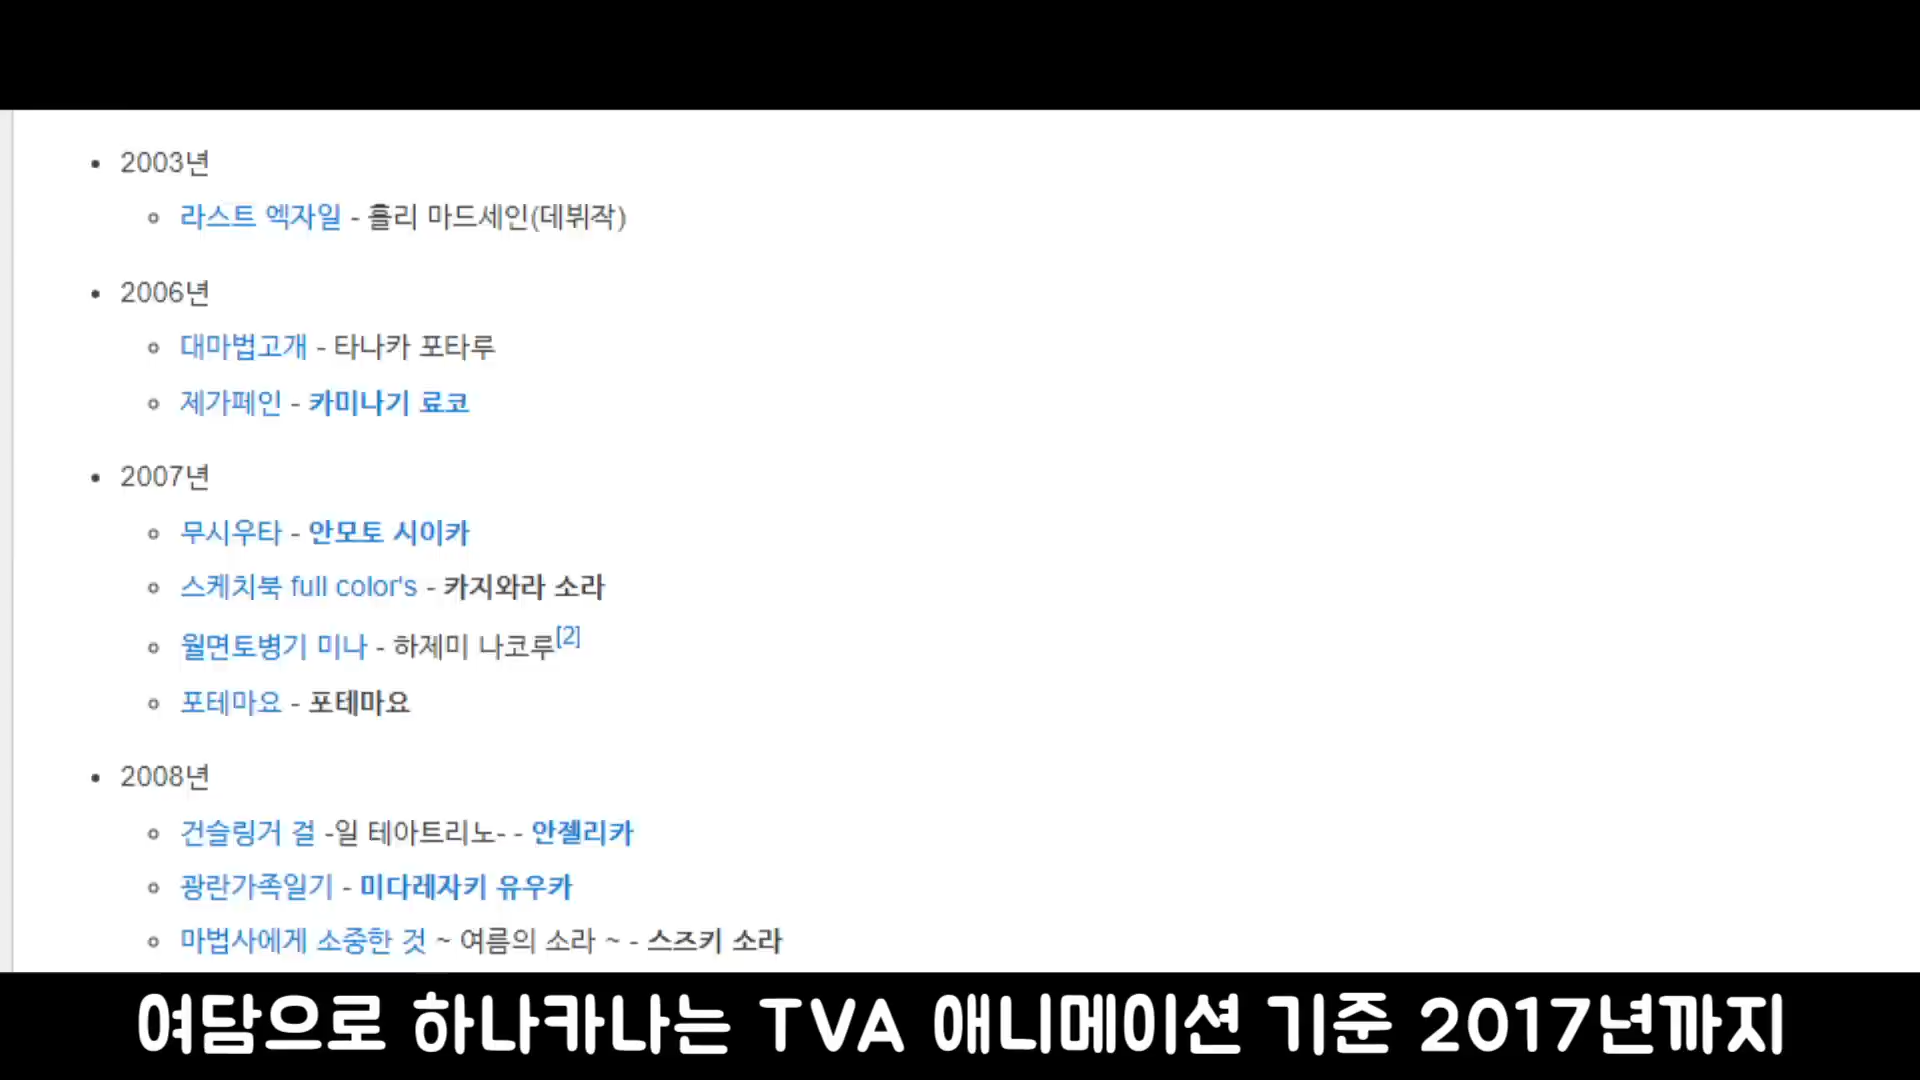 2003년
라스트 엑자일 - 홀리 마드세인(데뷔작)
2006년
대마법고개 - 타나카 포타루
제가페인 - 카미나기 료코
2007년
무시우타 - 안모토 시이카
스케치북 full color's - 카지와라 소라
월면토병기 미나 - 하제미 나코루[2]
포테마요 - 포테마요
2008년
건슬링거 걸 -일 테아트리노- - 안젤리카
광란가족일기 - 미다레자키 유우카
마법사에게 소중한 것 ~ 여름의 소라 ~ - 스즈키 소라
여담으로 하나카나는 TVA 애니메이션 기준 2017년까지